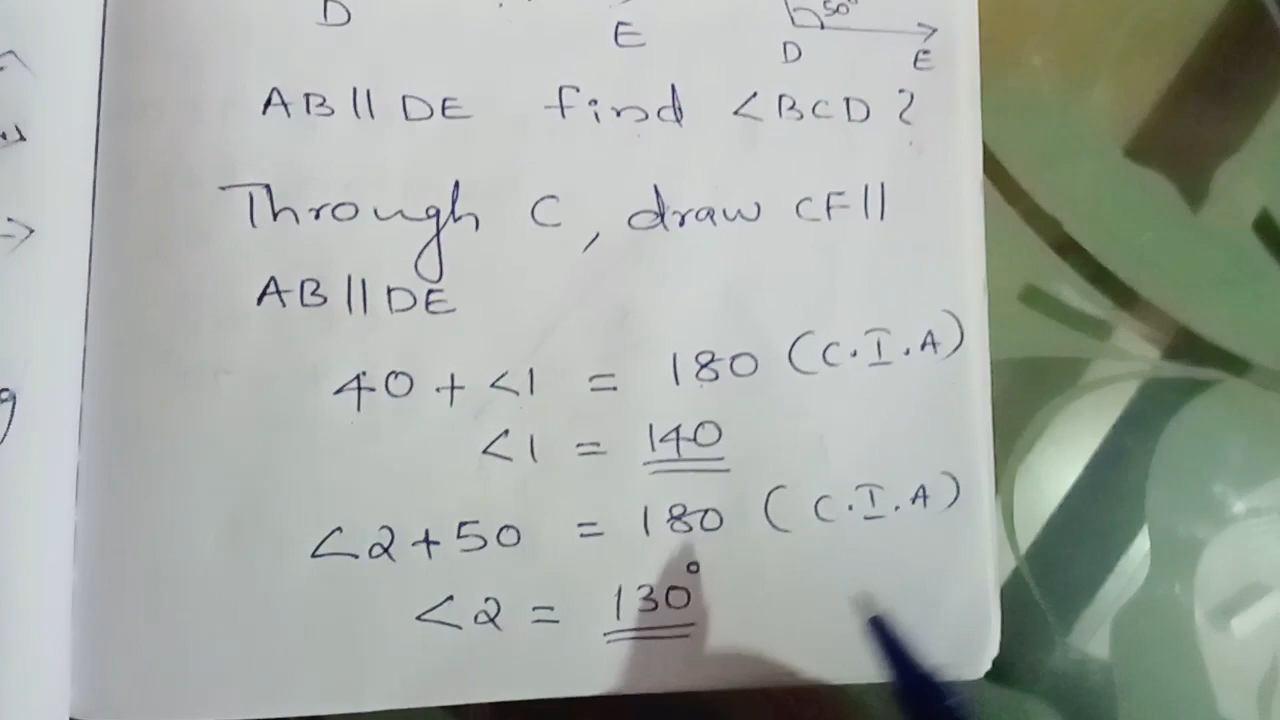 D E 50°
D E
AB || DE find <BCD?
Through C, draw CF ||
AB || DE
40 + <1 = 180 (C.I.A)
<1 = 140
<2 + 50 = 180 (C.I.A)
<2 = 130°